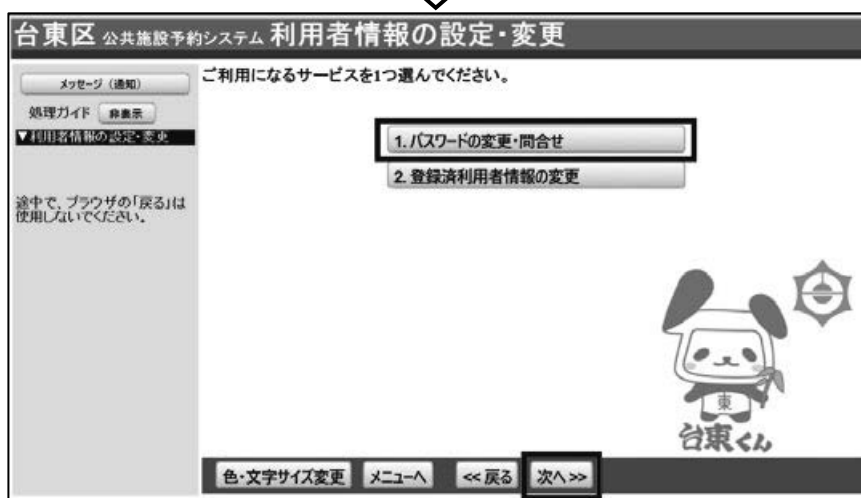 台東区 公共施設予約システム 利用者情報の設定・変更
メッセージ（通知）
処理ガイド 非表示
▼利用者情報の設定・変更
途中で、ブラウザの「戻る」は
使用しないでください。
ご利用になるサービスを1つ選んでください。
1. パスワードの変更・問合せ
2. 登録済利用者情報の変更
東
台東くん
色・文字サイズ変更 メニューへ <<戻る 次へ>>